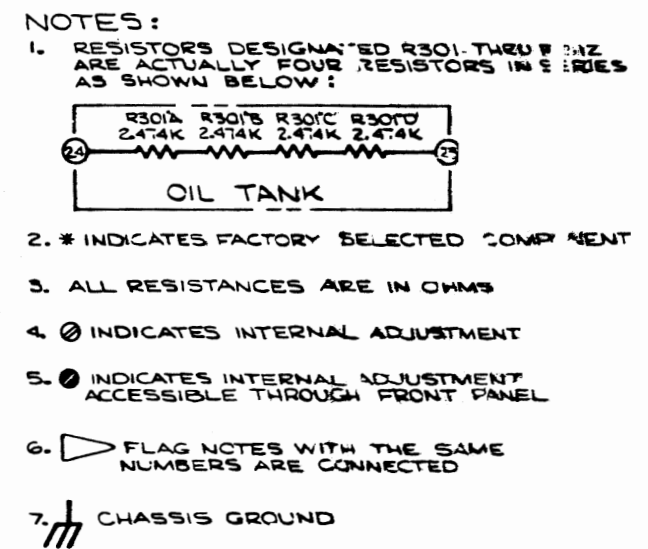 NOTES:
1. RESISTORS DESIGNATED R301 THRU
ARE ACTUALLY FOUR RESISTORS IN SERIES
AS SHOWN BELOW:
R301A R301B R301C R301D
2.474K 2.474K 2.474K 2.474K
24 25
OIL TANK
2. * INDICATES FACTORY SELECTED COMPONENT
3. ALL RESISTANCES ARE IN OHMS
4. INDICATES INTERNAL ADJUSTMENT
5. INDICATES INTERNAL ADJUSTMENT
ACCESSIBLE THROUGH FRONT PANEL
6. FLAG NOTES WITH THE SAME
NUMBERS ARE CONNECTED
7. CHASSIS GROUND